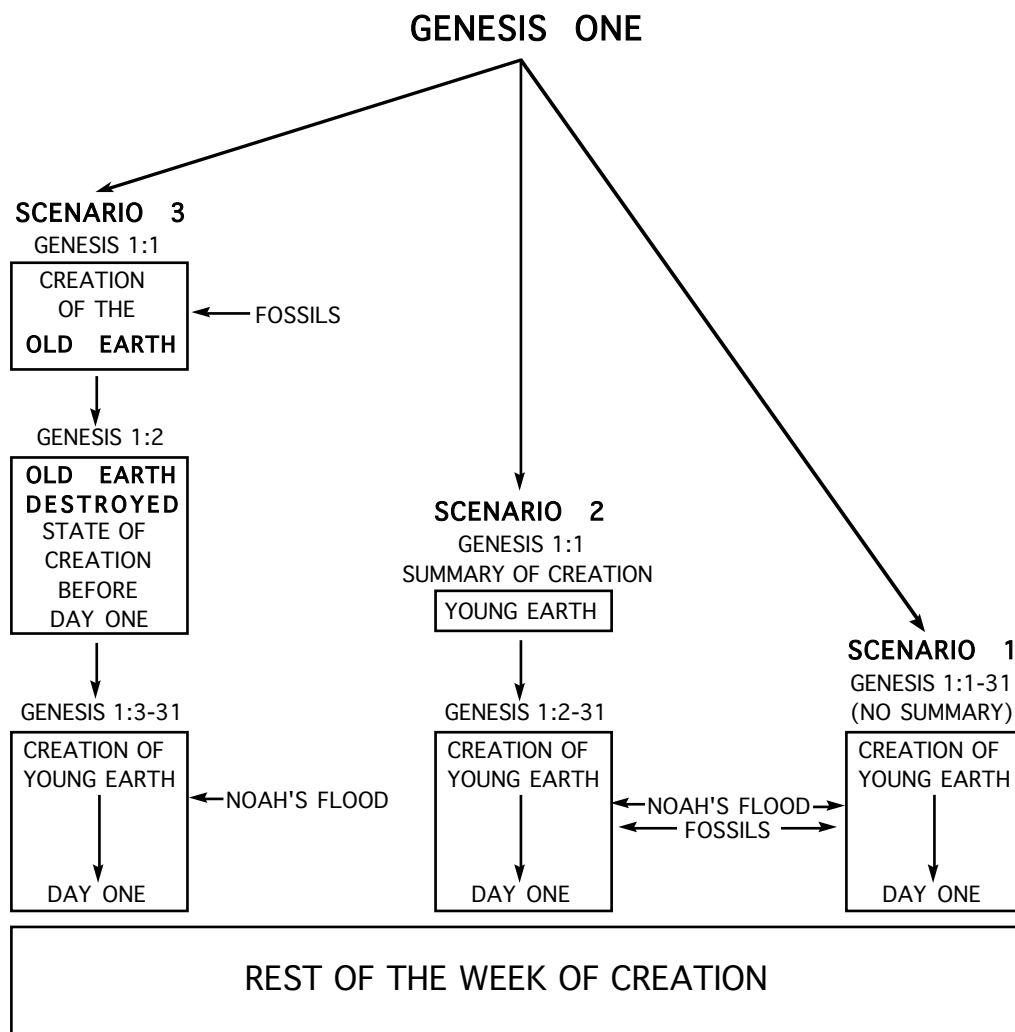 GENESIS ONE
SCENARIO 3
GENESIS 1:1
CREATION
OF THE
OLD EARTH
FOSSILS
GENESIS 1:2
OLD EARTH
DESTROYED
STATE OF
CREATION
BEFORE
DAY ONE
GENESIS 1:3-31
CREATION OF
YOUNG EARTH
NOAH'S FLOOD
DAY ONE
SCENARIO 2
GENESIS 1:1
SUMMARY OF CREATION
YOUNG EARTH
GENESIS 1:2-31
CREATION OF
YOUNG EARTH
DAY ONE
NOAH'S FLOOD
FOSSILS
SCENARIO 1
GENESIS 1:1-31
(NO SUMMARY)
CREATION OF
YOUNG EARTH
DAY ONE
REST OF THE WEEK OF CREATION